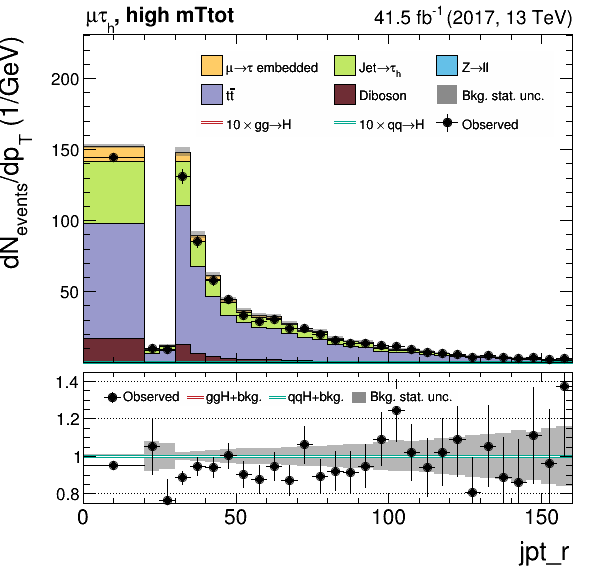 μτh, high mTtot
41.5 fb⁻¹ (2017, 13 TeV)
dNevents/dpT (1/GeV)
200
150
100
50
μ→τ embedded
Jet→τh
Z→ll
tt̄
Diboson
Bkg. stat. unc.
10 × gg→H
10 × qq→H
Observed
1.4
1.2
1
0.8
Observed
ggH+bkg.
qqH+bkg.
Bkg. stat. unc.
0
50
100
150
jpt_r